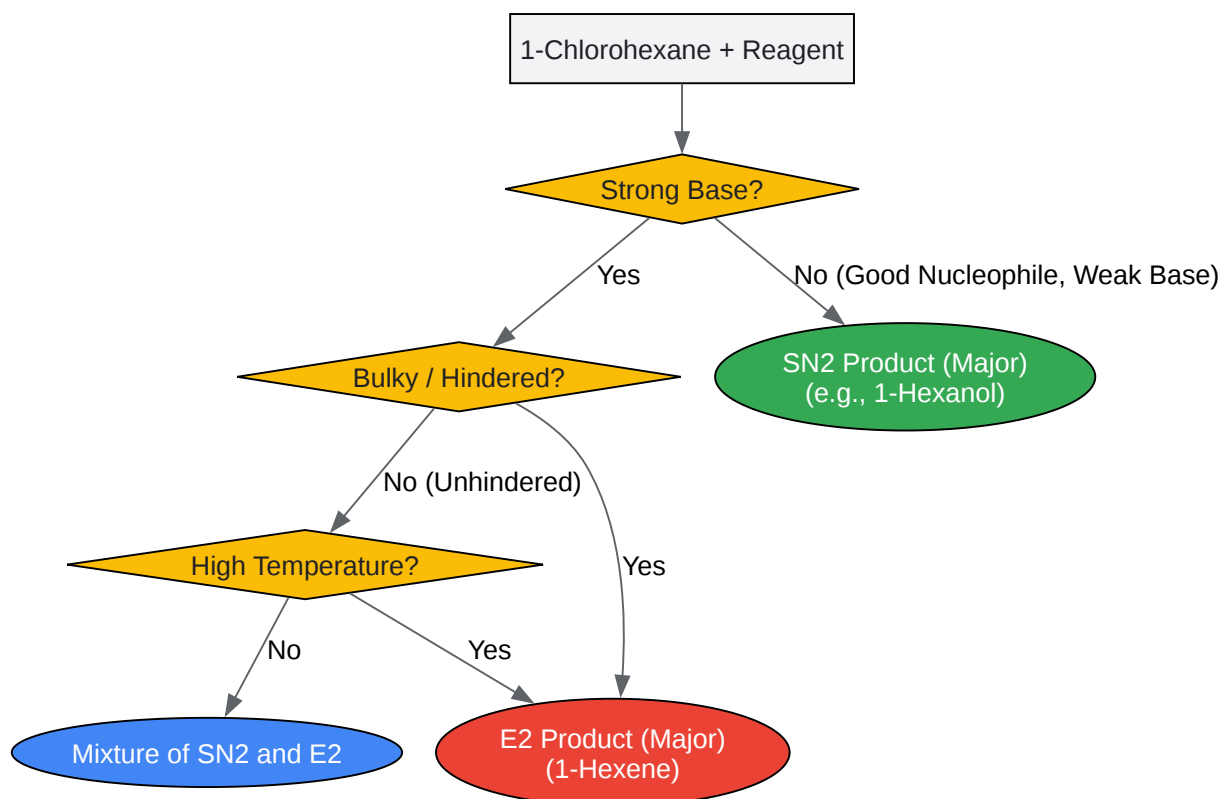 1-Chlorohexane + Reagent
Strong Base?
Yes
No (Good Nucleophile, Weak Base)
Bulky / Hindered?
SN2 Product (Major)
(e.g., 1-Hexanol)
No (Unhindered)
High Temperature?
Yes
No
Yes
Mixture of SN2 and E2
E2 Product (Major)
(1-Hexene)